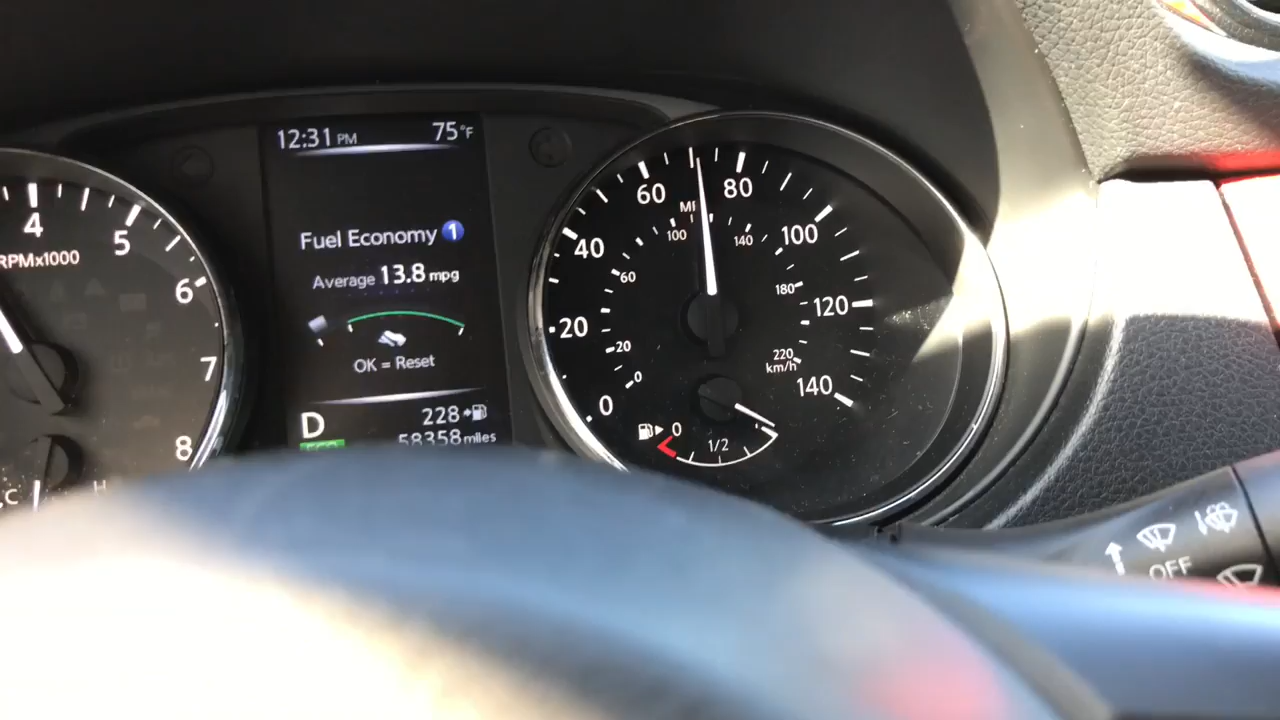 4
5
RPMx1000
6
7
8
C
H
12:31 PM
75°F
Fuel Economy 1
Average 13.8 mpg
OK = Reset
D
228
58358 miles
0
20
40
60
80
100
120
140
0
20
60
100
140
180
220
km/h
0
1/2
OFF